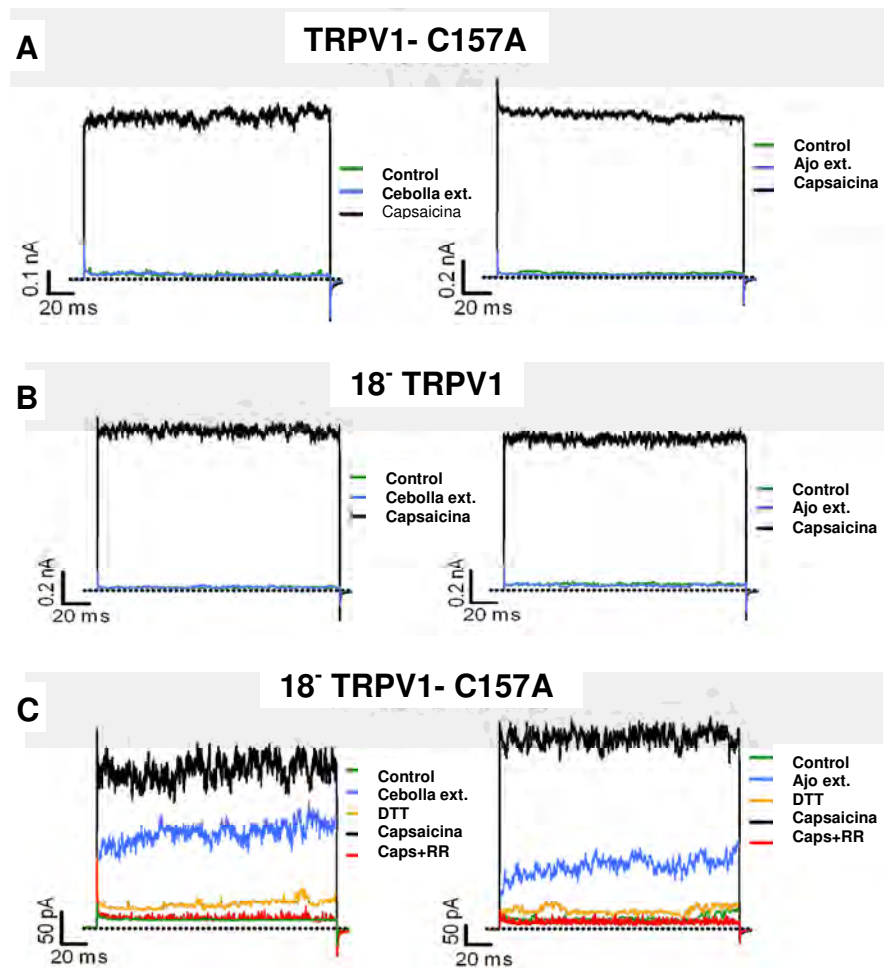 A
TRPV1- C157A
Control
Cebolla ext.
Capsaicina
0.1 nA
20 ms
Control
Ajo ext.
Capsaicina
0.2 nA
20 ms
B
18⁻ TRPV1
Control
Cebolla ext.
Capsaicina
0.2 nA
20 ms
Control
Ajo ext.
Capsaicina
0.2 nA
20 ms
C
18⁻ TRPV1- C157A
Control
Cebolla ext.
DTT
Capsaicina
Caps+RR
50 pA
20 ms
Control
Ajo ext.
DTT
Capsaicina
Caps+RR
50 pA
20 ms